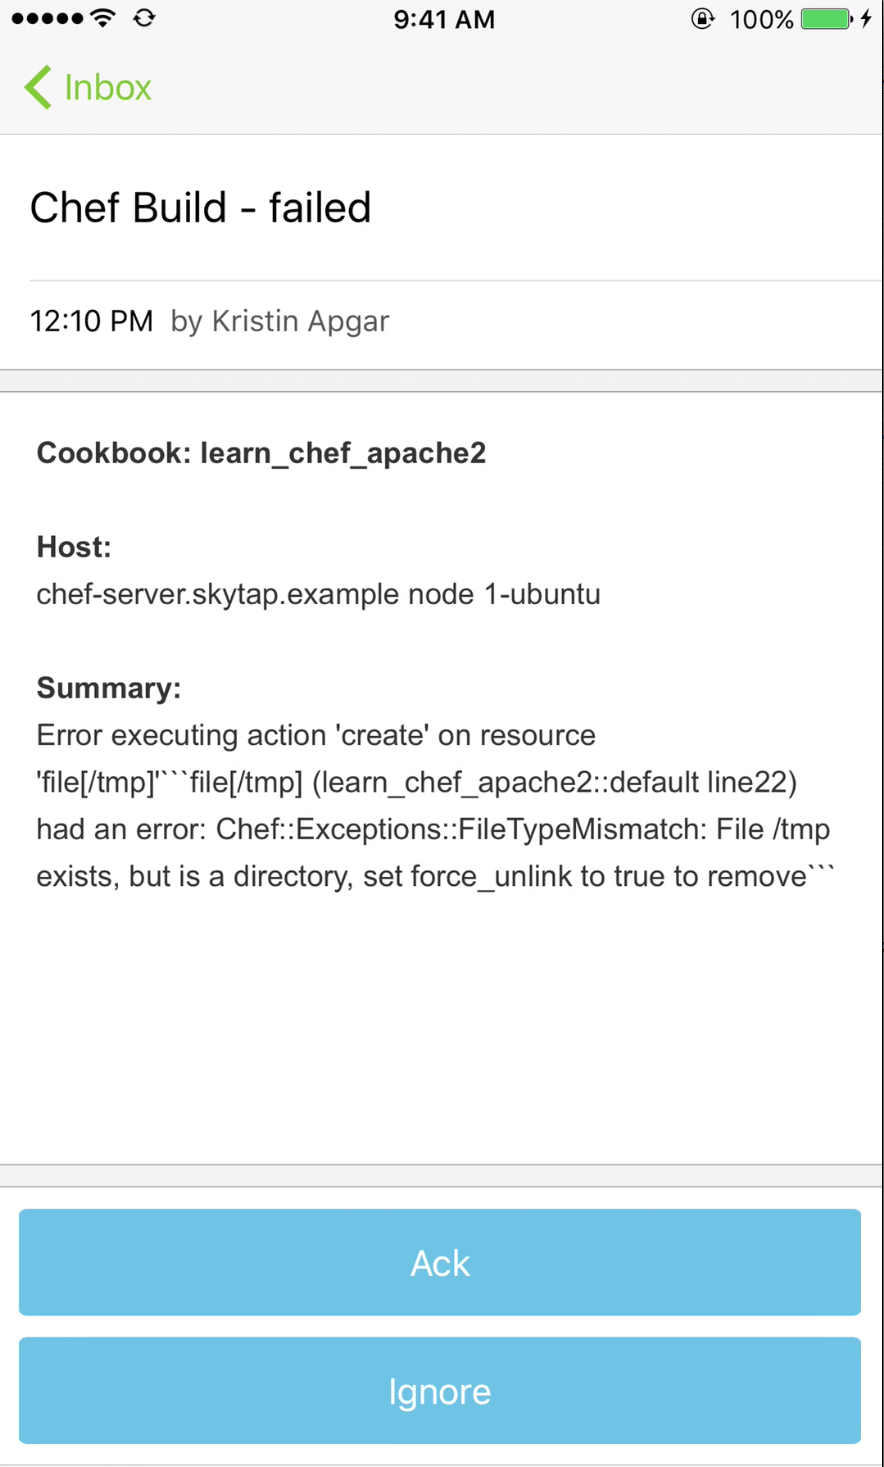 9:41 AM 100%
Inbox
Chef Build - failed
12:10 PM by Kristin Apgar
Cookbook: learn_chef_apache2
Host:
chef-server.skytap.example node 1-ubuntu
Summary:
Error executing action 'create' on resource
'file[/tmp]'```file[/tmp] (learn_chef_apache2::default line22)
had an error: Chef::Exceptions::FileTypeMismatch: File /tmp
exists, but is a directory, set force_unlink to true to remove```
Ack
Ignore